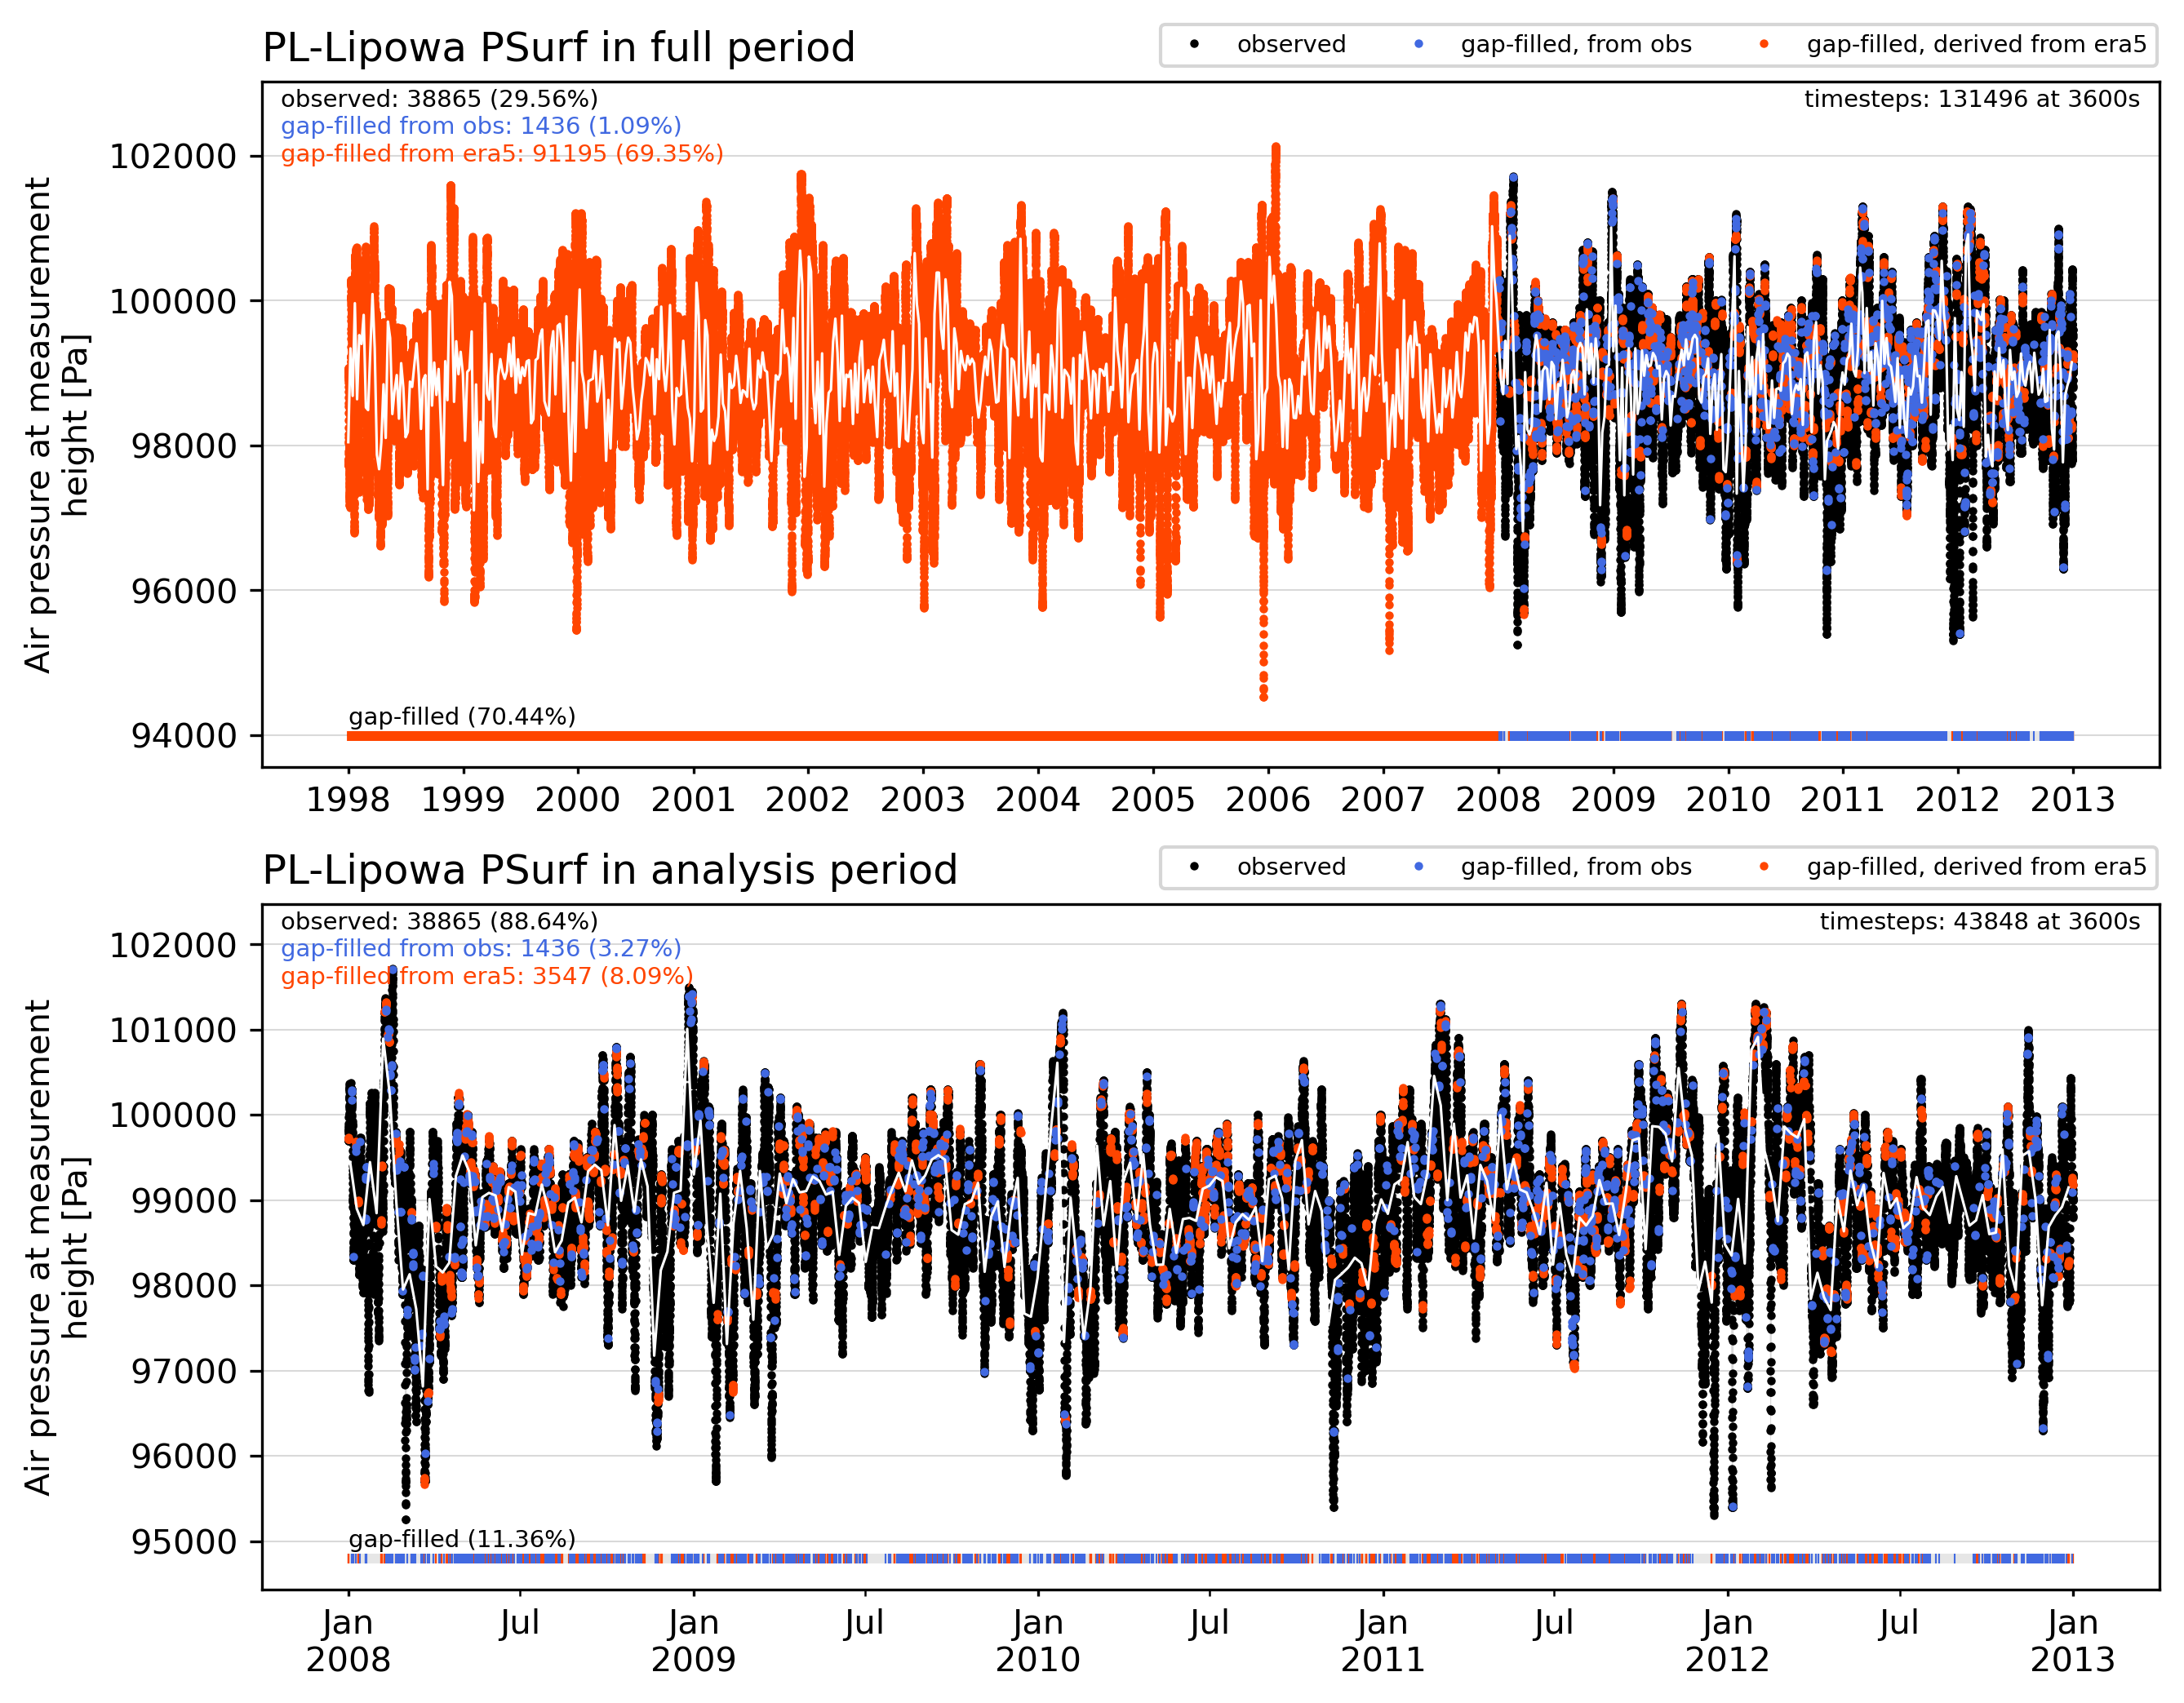 PL-Lipowa PSurf in full period
observed
gap-filled, from obs
gap-filled, derived from era5
observed: 38865 (29.56%)
timesteps: 131496 at 3600s
gap-filled from obs: 1436 (1.09%)
gap-filled from era5: 91195 (69.35%)
Air pressure at measurement
height [Pa]
102000
100000
98000
96000
94000
gap-filled (70.44%)
1998 1999 2000 2001 2002 2003 2004 2005 2006 2007 2008 2009 2010 2011 2012 2013
PL-Lipowa PSurf in analysis period
observed
gap-filled, from obs
gap-filled, derived from era5
observed: 38865 (88.64%)
timesteps: 43848 at 3600s
gap-filled from obs: 1436 (3.27%)
gap-filled from era5: 3547 (8.09%)
Air pressure at measurement
height [Pa]
102000
101000
100000
99000
98000
97000
96000
95000
gap-filled (11.36%)
Jan Jul Jan Jul Jan Jul Jan Jul Jan Jul Jan
2008 2009 2010 2011 2012 2013